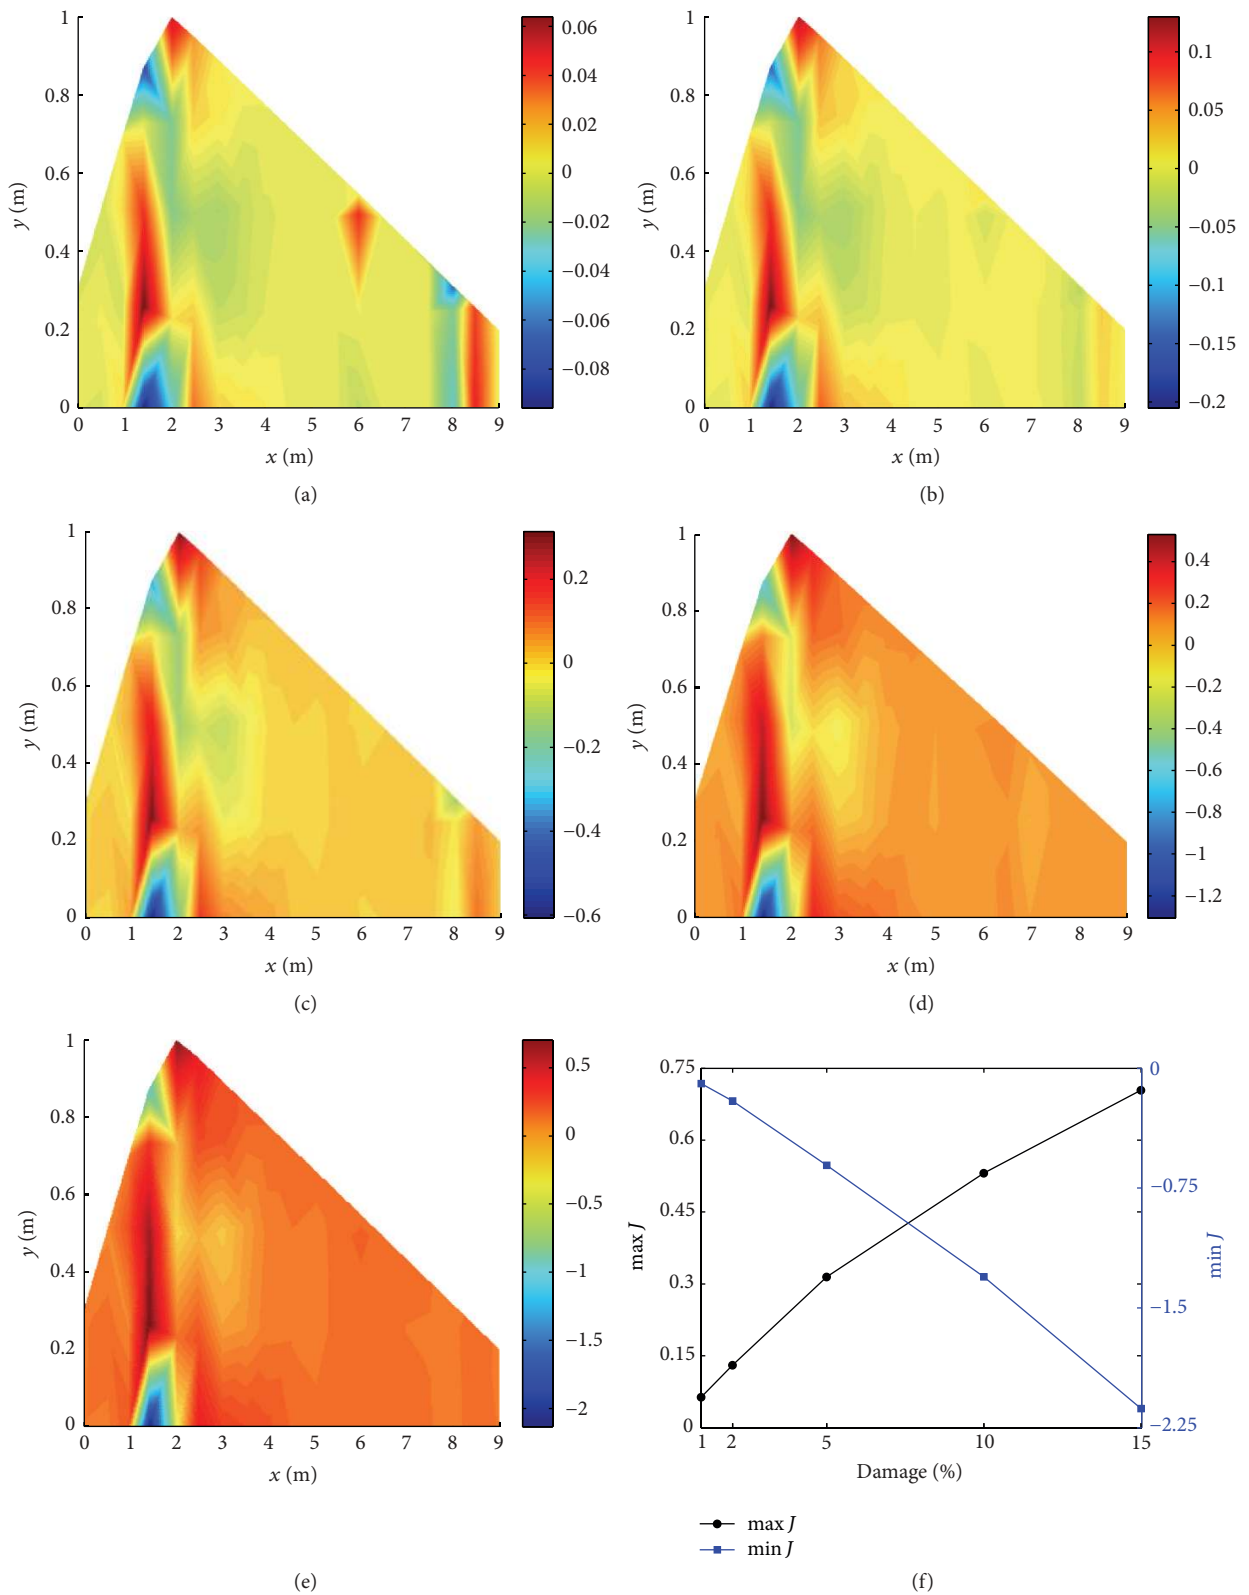 1
0.8
0.6
0.4
0.2
0
y (m)
0 1 2 3 4 5 6 7 8 9
x (m)
0.06
0.04
0.02
0
−0.02
−0.04
−0.06
−0.08
(a)
1
0.8
0.6
0.4
0.2
0
y (m)
0 1 2 3 4 5 6 7 8 9
x (m)
0.1
0.05
0
−0.05
−0.1
−0.15
−0.2
(b)
1
0.8
0.6
0.4
0.2
0
y (m)
0 1 2 3 4 5 6 7 8 9
x (m)
0.2
0
−0.2
−0.4
−0.6
(c)
1
0.8
0.6
0.4
0.2
0
y (m)
0 1 2 3 4 5 6 7 8 9
x (m)
0.4
0.2
0
−0.2
−0.4
−0.6
−0.8
−1
−1.2
(d)
1
0.8
0.6
0.4
0.2
0
y (m)
0 1 2 3 4 5 6 7 8 9
x (m)
0.5
0
−0.5
−1
−1.5
−2
(e)
0.75
0.6
0.45
0.3
0.15
0
max J
1 2 5 10 15
Damage (%)
0
−0.75
−1.5
−2.25
min J
max J
min J
(f)